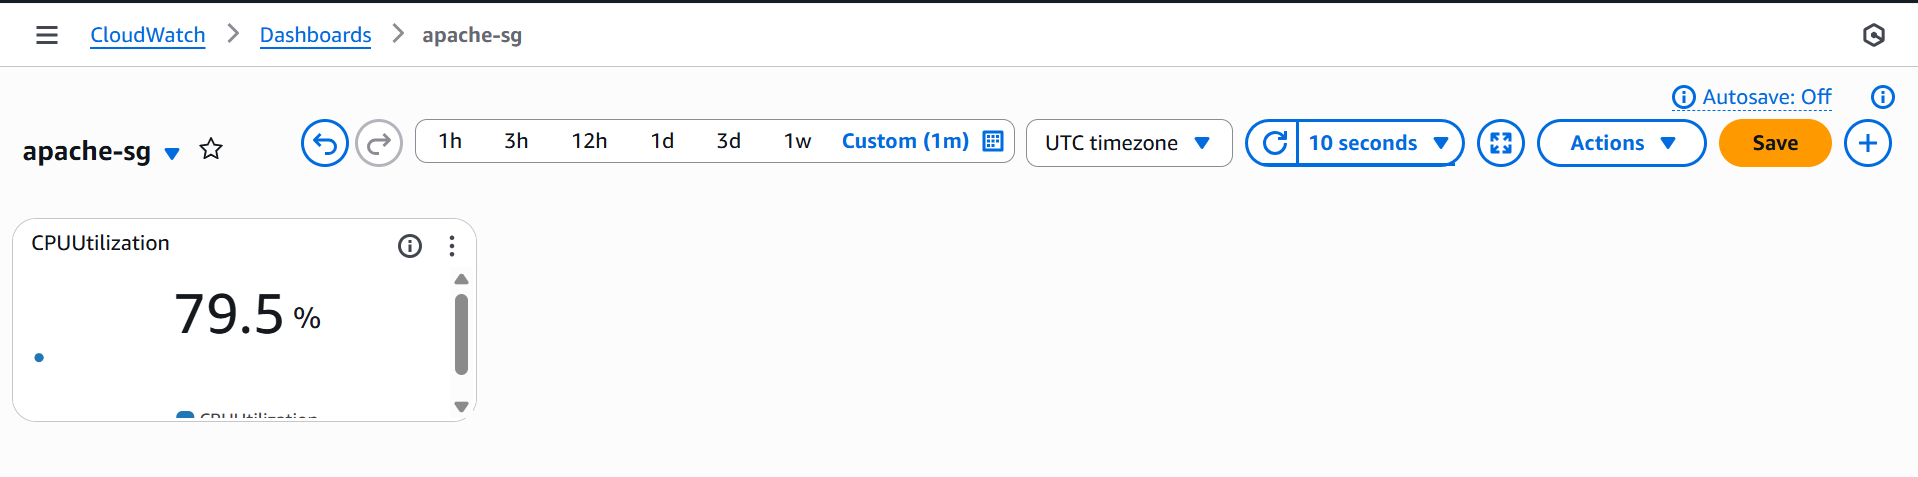 CloudWatch > Dashboards > apache-sg
Autosave: Off
apache-sg 1h 3h 12h 1d 3d 1w Custom (1m) UTC timezone 10 seconds Actions Save
CPUUtilization
79.5 %
CPUUtilization